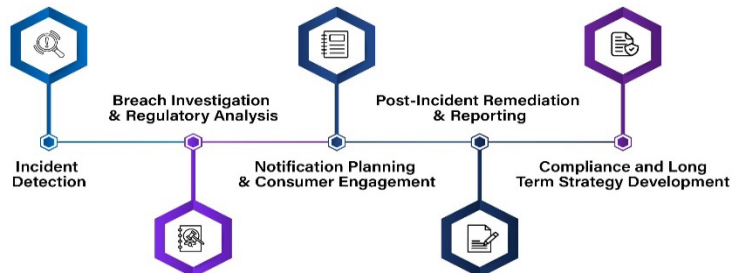 Incident
Detection
Breach Investigation
& Regulatory Analysis
Notification Planning
& Consumer Engagement
Post-Incident Remediation
& Reporting
Compliance and Long
Term Strategy Development